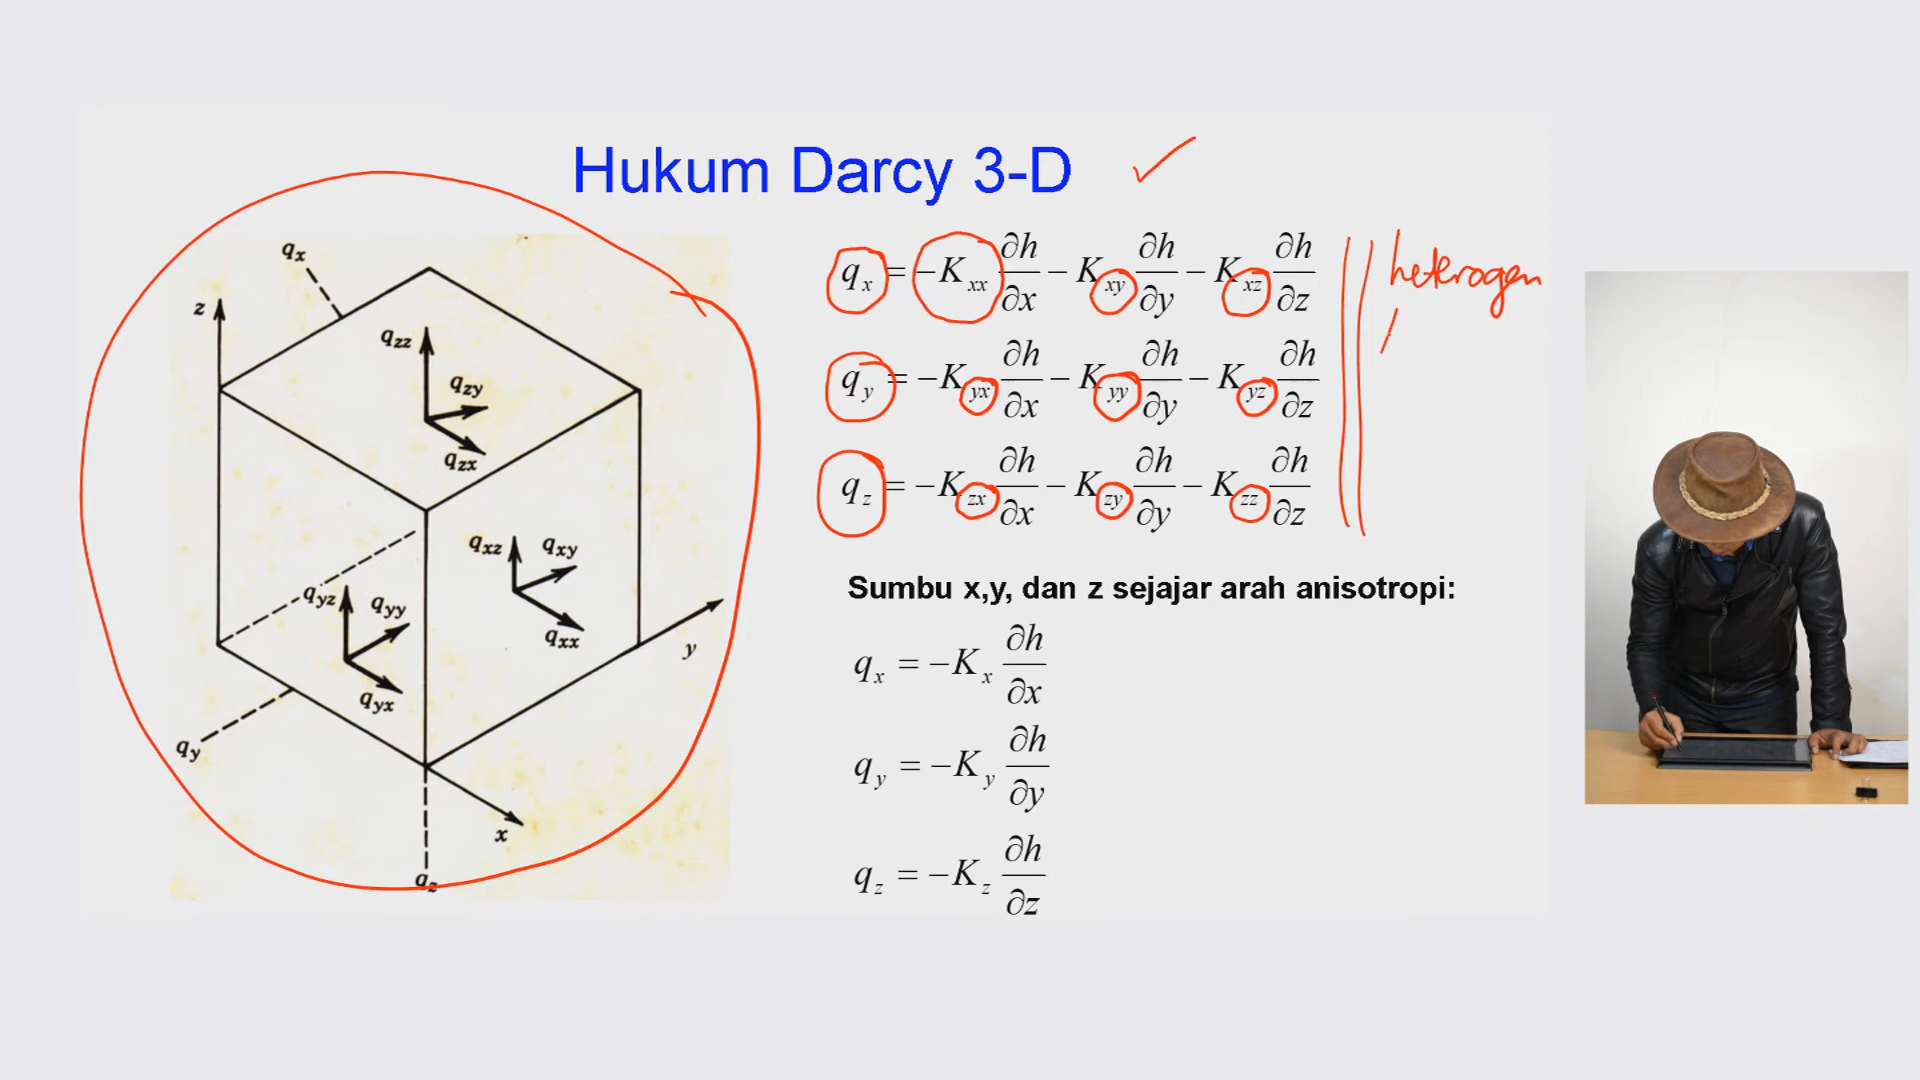 Hukum Darcy 3-D
q_x = -K_xx ∂h/∂x - K_xy ∂h/∂y - K_xz ∂h/∂z
heterogen
q_y = -K_yx ∂h/∂x - K_yy ∂h/∂y - K_yz ∂h/∂z
q_z = -K_zx ∂h/∂x - K_zy ∂h/∂y - K_zz ∂h/∂z
Sumbu x,y, dan z sejajar arah anisotropi:
q_x = -K_x ∂h/∂x
q_y = -K_y ∂h/∂y
q_z = -K_z ∂h/∂z
q_x
z
q_zz
q_zy
q_zx
q_xz q_xy
q_xx
q_yz q_yy
q_yx
y
q_y
x
q_z